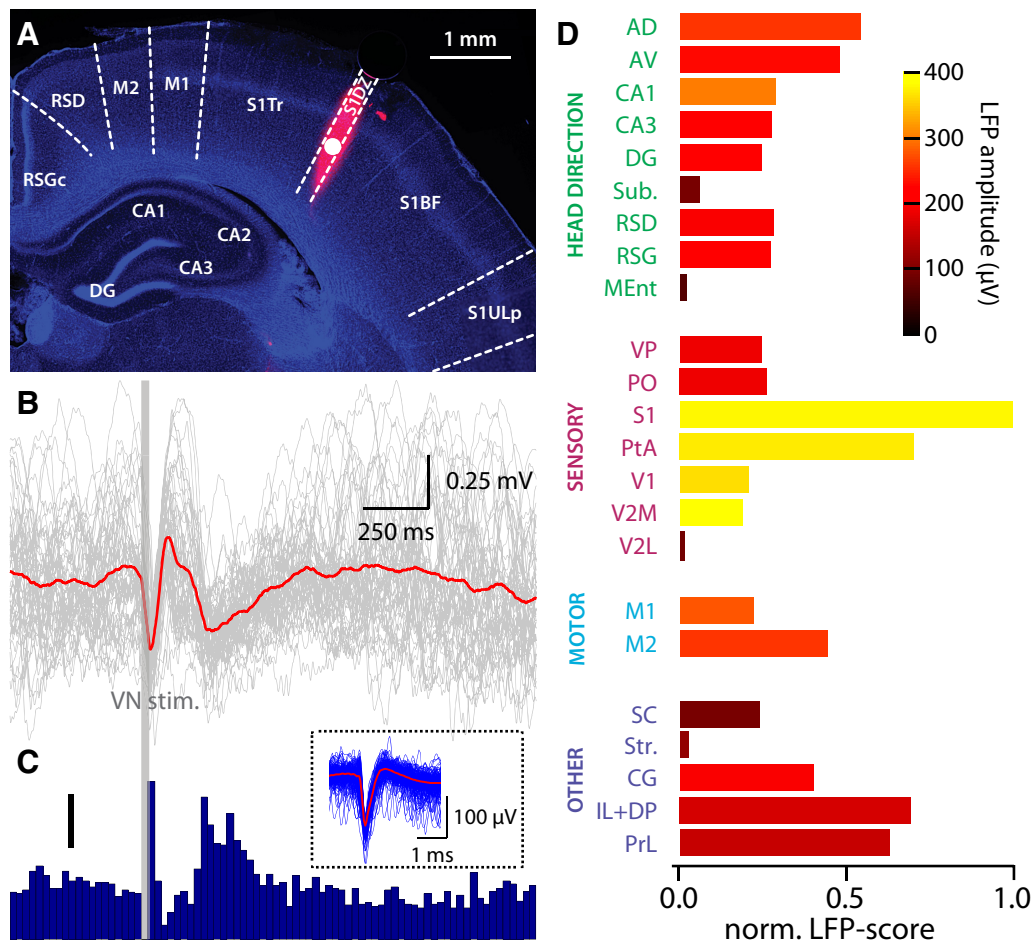 A
1 mm
RSD
M2
M1
S1Tr
S1DZ
RSGc
S1BF
CA1
CA2
CA3
DG
S1ULp
B
0.25 mV
250 ms
VN stim.
C
100 µV
1 ms
D
HEAD DIRECTION
AD
AV
CA1
CA3
DG
Sub.
RSD
RSG
MEnt
SENSORY
VP
PO
S1
PtA
V1
V2M
V2L
MOTOR
M1
M2
OTHER
SC
Str.
CG
IL+DP
PrL
0.0 0.5 1.0
norm. LFP-score
400
300
200
100
0
LFP amplitude (µV)